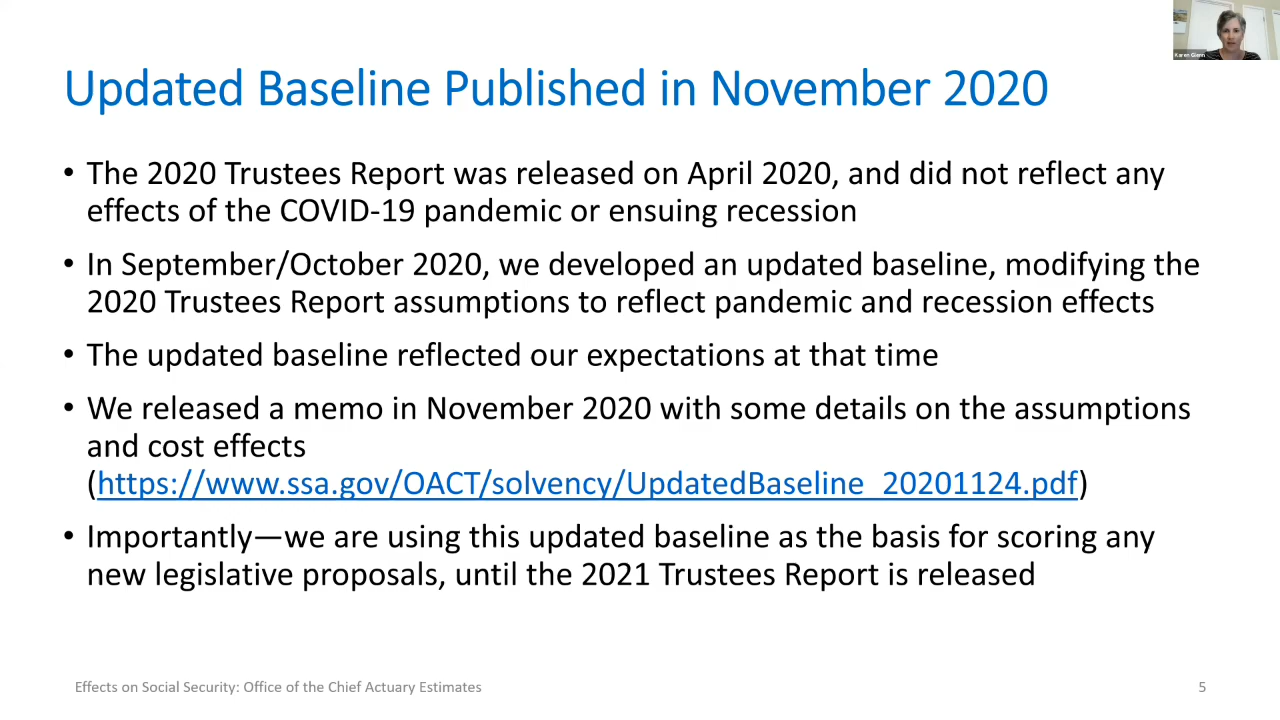 Karen Glenn
Updated Baseline Published in November 2020
• The 2020 Trustees Report was released on April 2020, and did not reflect any
effects of the COVID-19 pandemic or ensuing recession
• In September/October 2020, we developed an updated baseline, modifying the
2020 Trustees Report assumptions to reflect pandemic and recession effects
• The updated baseline reflected our expectations at that time
• We released a memo in November 2020 with some details on the assumptions
and cost effects
(https://www.ssa.gov/OACT/solvency/UpdatedBaseline_20201124.pdf)
• Importantly—we are using this updated baseline as the basis for scoring any
new legislative proposals, until the 2021 Trustees Report is released
Effects on Social Security: Office of the Chief Actuary Estimates
5